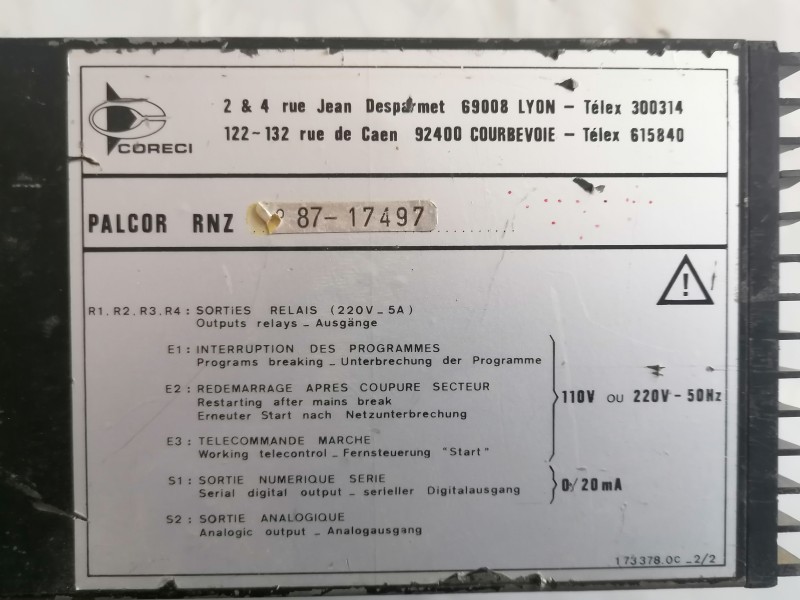 CORECI
2 & 4 rue Jean Desparmet 69008 LYON - Télex 300314
122-132 rue de Caen 92400 COURBEVOIE - Télex 615840
PALCOR RNZ 87-17497
R1.R2.R3.R4 : SORTIES RELAIS (220V_5A)
Outputs relays _ Ausgänge
E1 : INTERRUPTION DES PROGRAMMES
Programs breaking _ Unterbrechung der Programme
E2 : REDEMARRAGE APRES COUPURE SECTEUR
Restarting after mains break
Erneuter Start nach Netzunterbrechung
E3 : TELECOMMANDE MARCHE
Working telecontrol _ Fernsteuerung "Start"
110V OU 220V - 50Hz
S1 : SORTIE NUMERIQUE SERIE
Serial digital output _ serieller Digitalausgang
0/20mA
S2 : SORTIE ANALOGIQUE
Analogic output _ Analogausgang
!
173378.0C _2/2